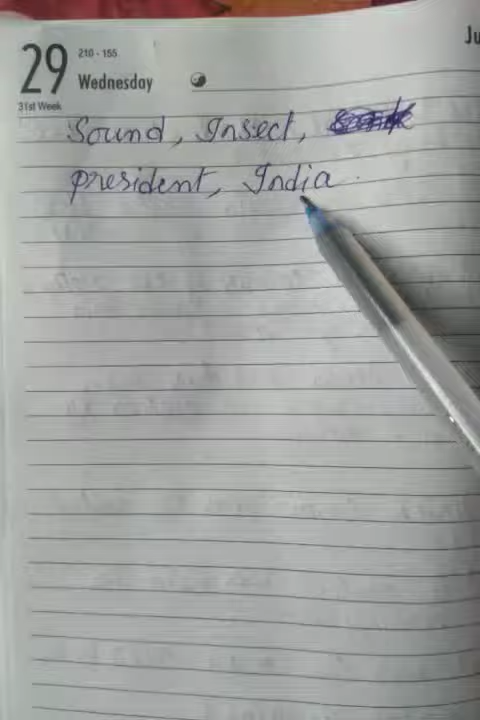 Ju
29
210 - 155
Wednesday
31st Week
Sound, Insect,
president, India.